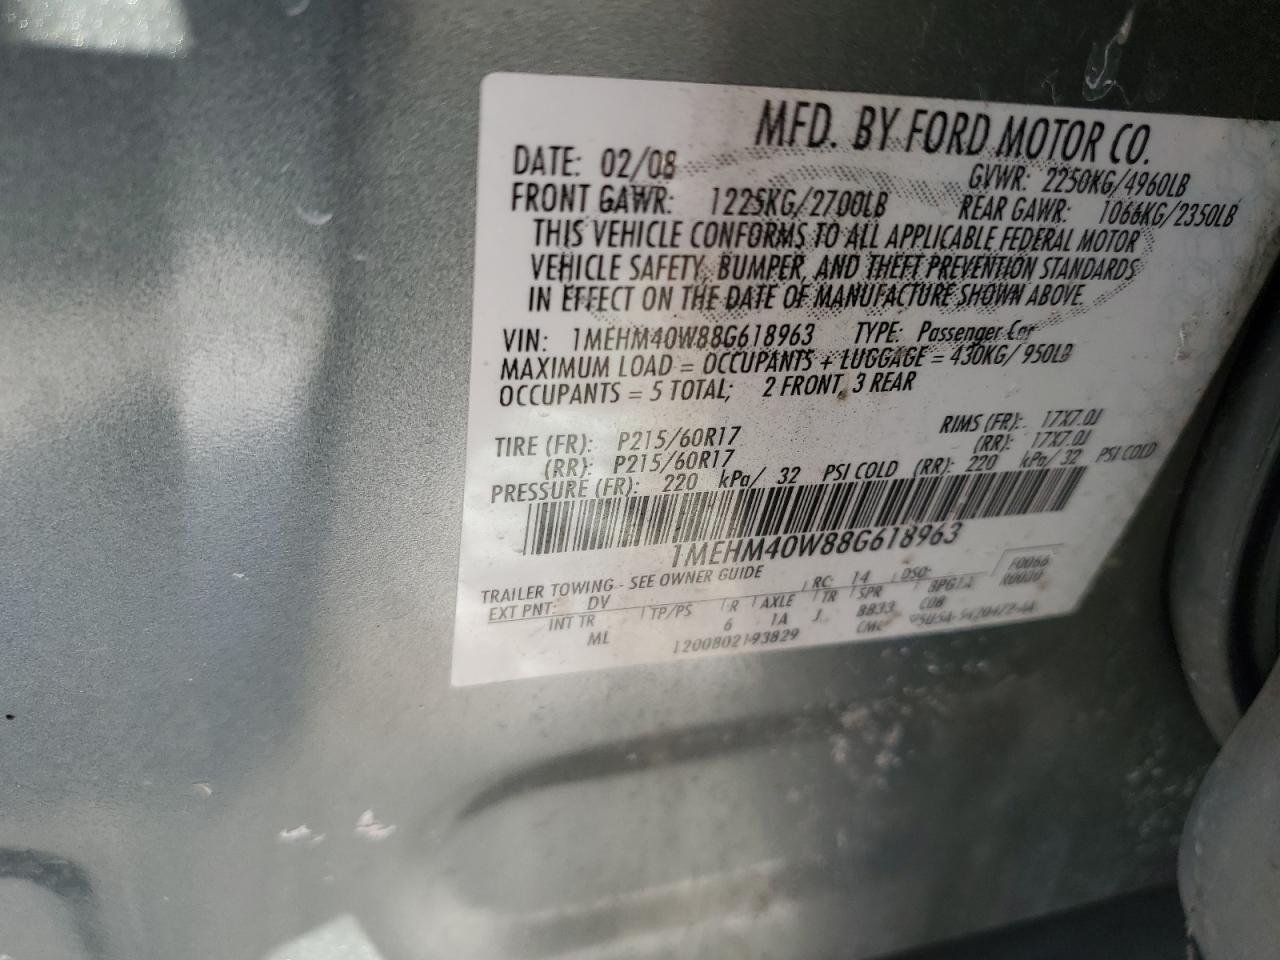 MFD. BY FORD MOTOR CO.
DATE: 02/08 GVWR: 2250KG/4960LB
FRONT GAWR: 1225KG/2700LB REAR GAWR: 1066KG/2350LB
THIS VEHICLE CONFORMS TO ALL APPLICABLE FEDERAL MOTOR
VEHICLE SAFETY, BUMPER, AND THEFT PREVENTION STANDARDS
IN EFFECT ON THE DATE OF MANUFACTURE SHOWN ABOVE.
VIN: 1MEHM40W88G618963 TYPE: Passenger Car
MAXIMUM LOAD = OCCUPANTS + LUGGAGE = 430KG/ 950LB
OCCUPANTS = 5 TOTAL; 2 FRONT, 3 REAR
TIRE (FR): P215/60R17 RIMS (FR): 17X7.0J
(RR): P215/60R17 (RR): 17X7.0J
PRESSURE (FR): 220 kPa/ 32 PSI COLD (RR): 220 kPa/ 32 PSI COLD
1MEHM40W88G618963
TRAILER TOWING - SEE OWNER GUIDE F0066
EXT PNT: DV RC: 14 DSO: R0030
INT TR TP/PS R AXLE TR SPR
ML 6 1A J BB33
1200802193829